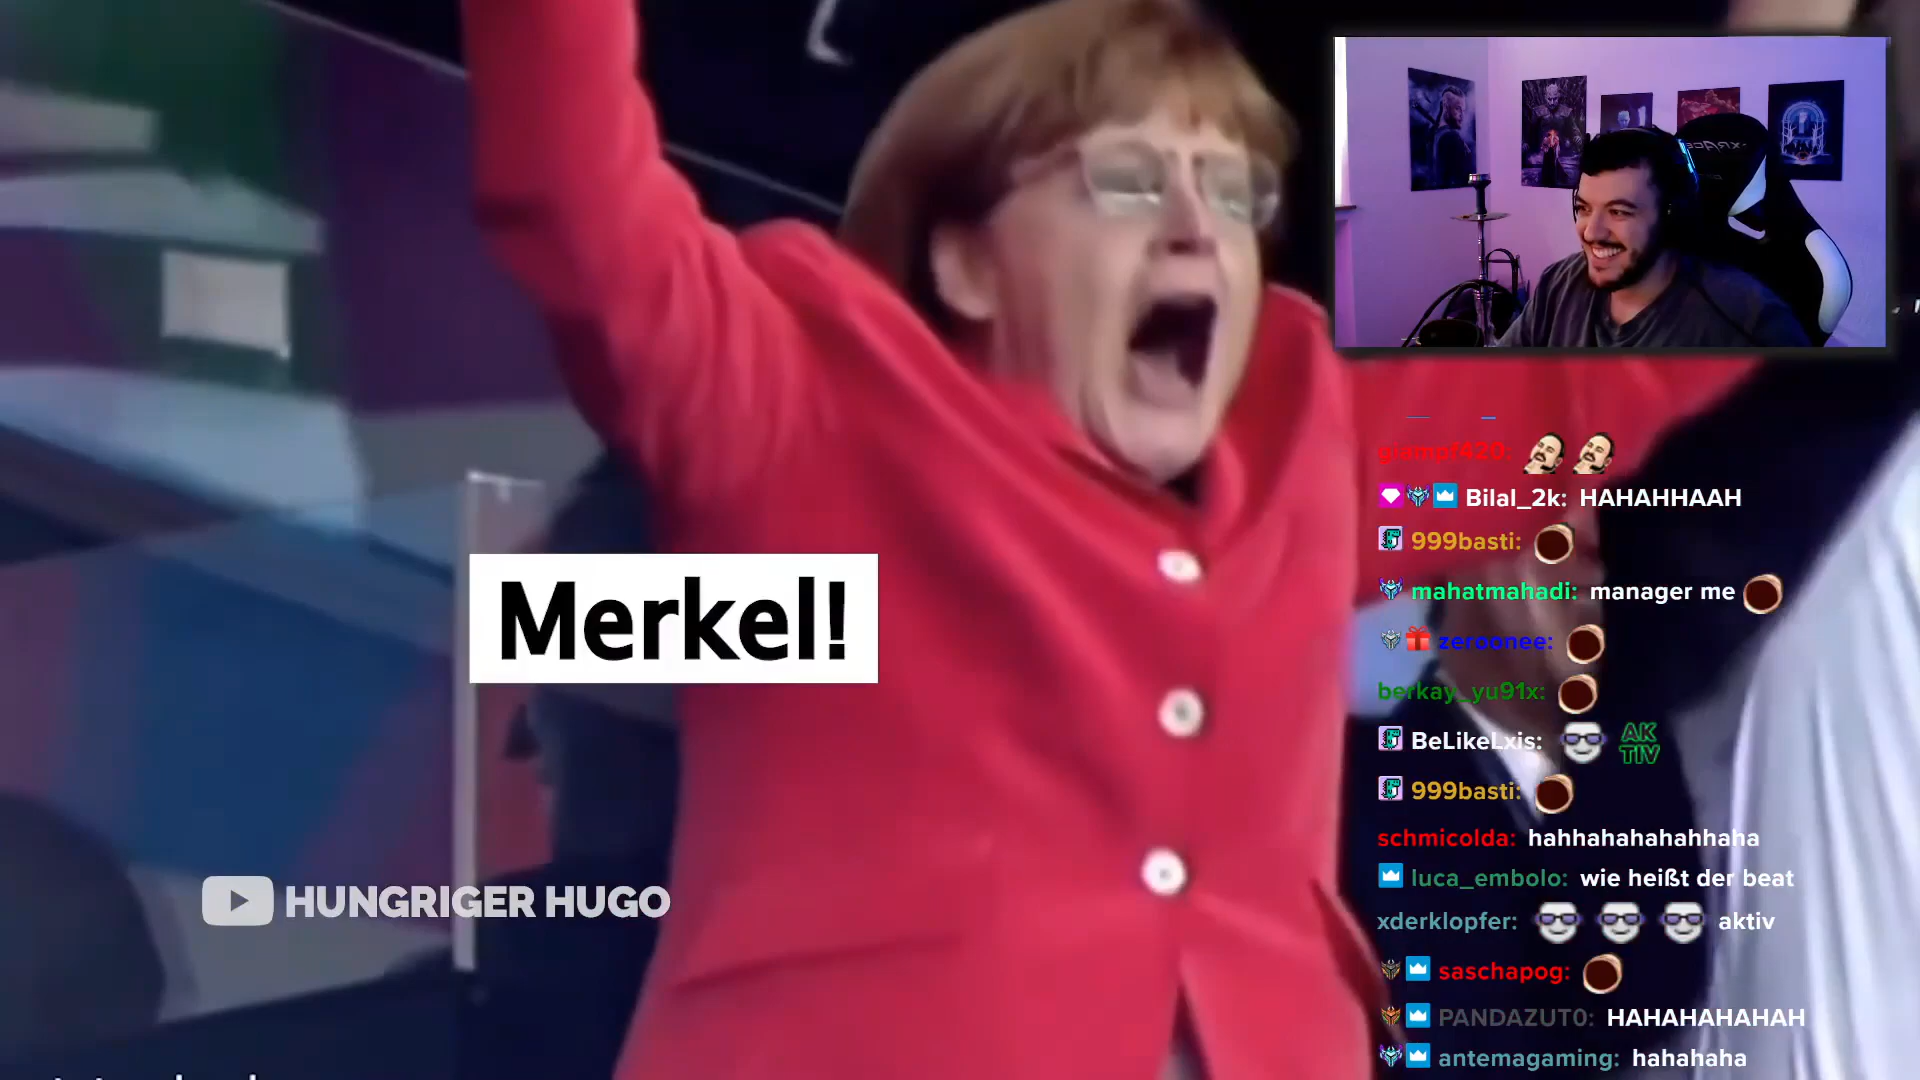 Merkel!
HUNGRIGER HUGO
glampf420:
Bilal_2k: HAHAHHAAH
999basti:
mahatmahadi: manager me
zeroonee:
berkay_yu91x:
BeLikeLxis: AK TIV
999basti:
schmicolda: hahhahahahahhaha
luca_embolo: wie heißt der beat
xderklopfer: aktiv
saschapog:
PANDAZUT0: HAHAHAHAHAH
antemagaming: hahahaha